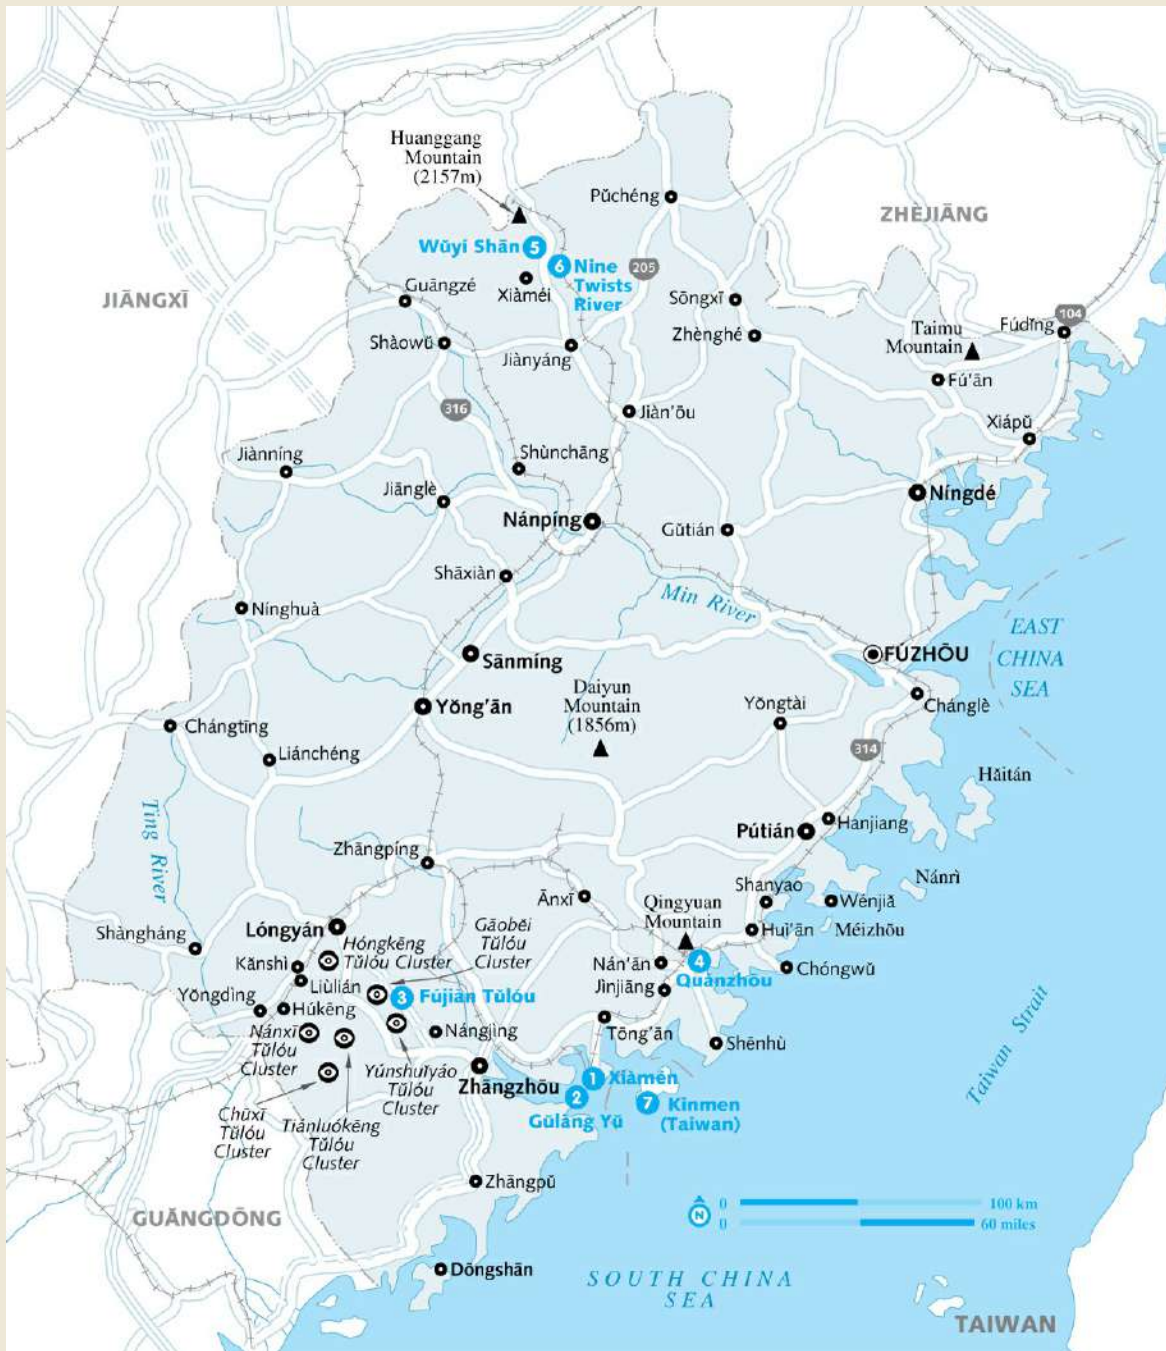 Huanggang
Mountain
(2157m)
Pǔchéng
ZHÈJIĀNG
Wǔyí Shān 5
6 Nine
Twists
River
205
Xiàméi
JIĀNGXĪ
Guāngzé
Sōngxī
104
Shàowǔ
Jiànyáng
Zhènghé
Taimu
Mountain
Fúdǐng
Fú'ān
316
Jiàn'ōu
Xiápǔ
Jiànníng
Shùnchāng
Jiānglè
Níngdé
Nánpíng
Gǔtián
Shāxiàn
Min River
Nínghuà
EAST
CHINA
SEA
Sānmíng
FÚZHŌU
Daiyun
Mountain
(1856m)
Yǒng'ān
Yǒngtài
Chánglè
Chángtīng
314
Liánchéng
Hǎitán
Ting River
Pútián
Hanjiang
Zhāngpíng
Nánrì
Ānxī
Shanyao
Wénjiǎ
Qingyuan
Mountain
Huì'ān
Méizhōu
Shàngháng
Lóngyán
Hóngkēng
Tǔlóu Cluster
Gāoběi
Tǔlóu
Cluster
Kǎnshì
Nán'ān
4
Quánzhōu
Chóngwǔ
Liùlián
3 Fújiàn Tǔlóu
Jìnjiāng
Yǒngdìng
Húkēng
Tóng'ān
Nánxī
Tǔlóu
Cluster
Nánjìng
Shēnhù
Taiwan Strait
Yúnshuǐyáo
Tǔlóu
Cluster
Zhāngzhōu
1 Xiàmén
2
Gǔlàng Yǔ
7 Kinmen
(Taiwan)
Chūxī
Tǔlóu
Cluster
Tiánluókēng
Tǔlóu
Cluster
Zhāngpǔ
GUǍNGDŌNG
N
0 100 km
0 60 miles
Dōngshān
SOUTH CHINA
SEA
TAIWAN